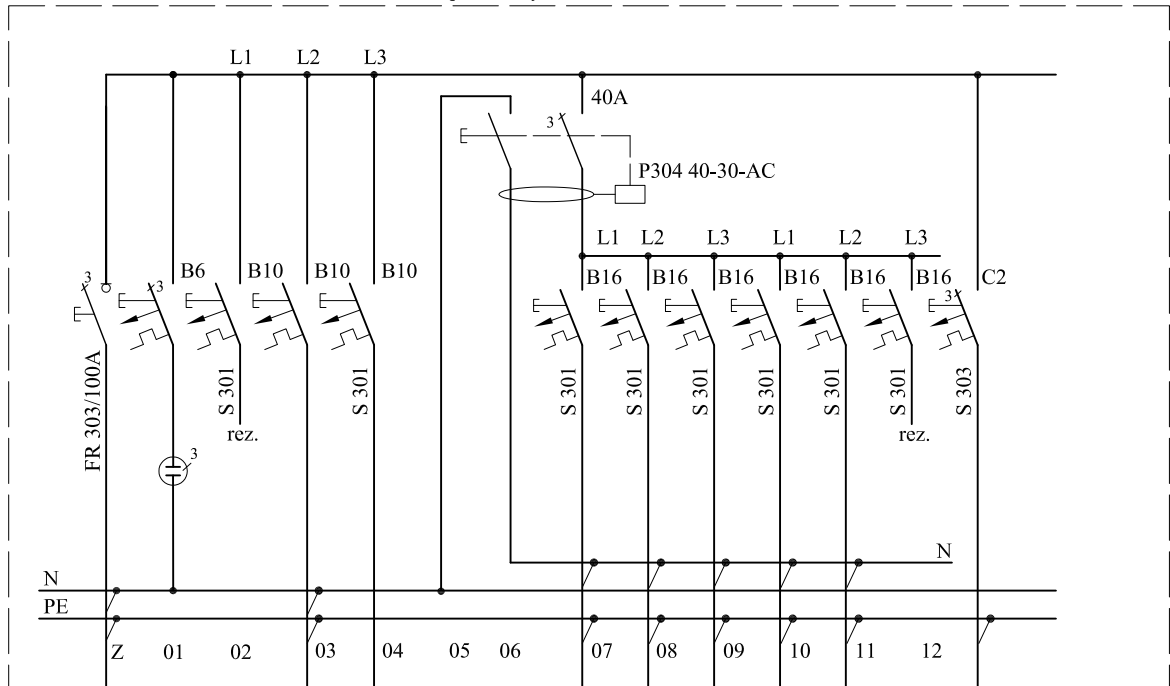 L1 L2 L3
40A
3
P304 40-30-AC
L1 L2 L3 L1 L2 L3
3 B6 3 B10 B10 B10 B16 B16 B16 B16 B16 B16 3 C2
FR 303/100A S 301 S 301 S 301 S 301 S 301 S 301 S 301 S 301 S 303
rez. rez.
3
N
N
PE
Z 01 02 03 04 05 06 07 08 09 10 11 12